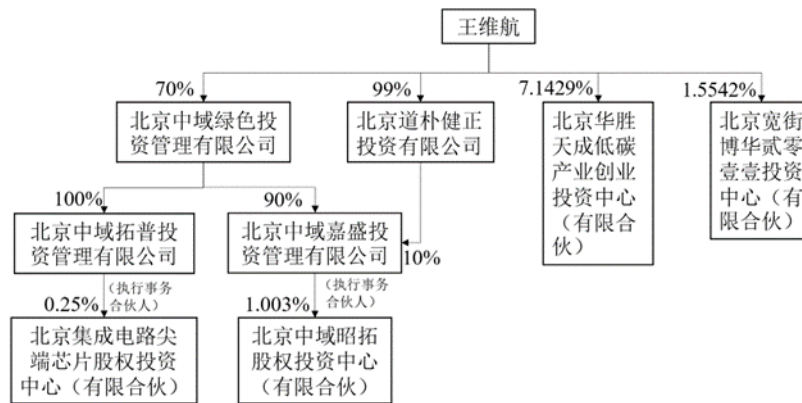 王维航
70%
99%
7.1429%
1.5542%
北京中域绿色投
资管理有限公司
北京道朴健正
投资有限公司
北京华胜
天成低碳
产业创业
投资中心
（有限合
伙）
北京宽街
博华贰零
壹壹投资
中心（有
限合伙）
100%
90%
10%
北京中域拓普投
资管理有限公司
北京中域嘉盛投
资管理有限公司
0.25%
（执行事务
合伙人）
1.003%
（执行事务
合伙人）
北京集成电路尖
端芯片股权投资
中心（有限合伙）
北京中域昭拓
股权投资中心
（有限合伙）